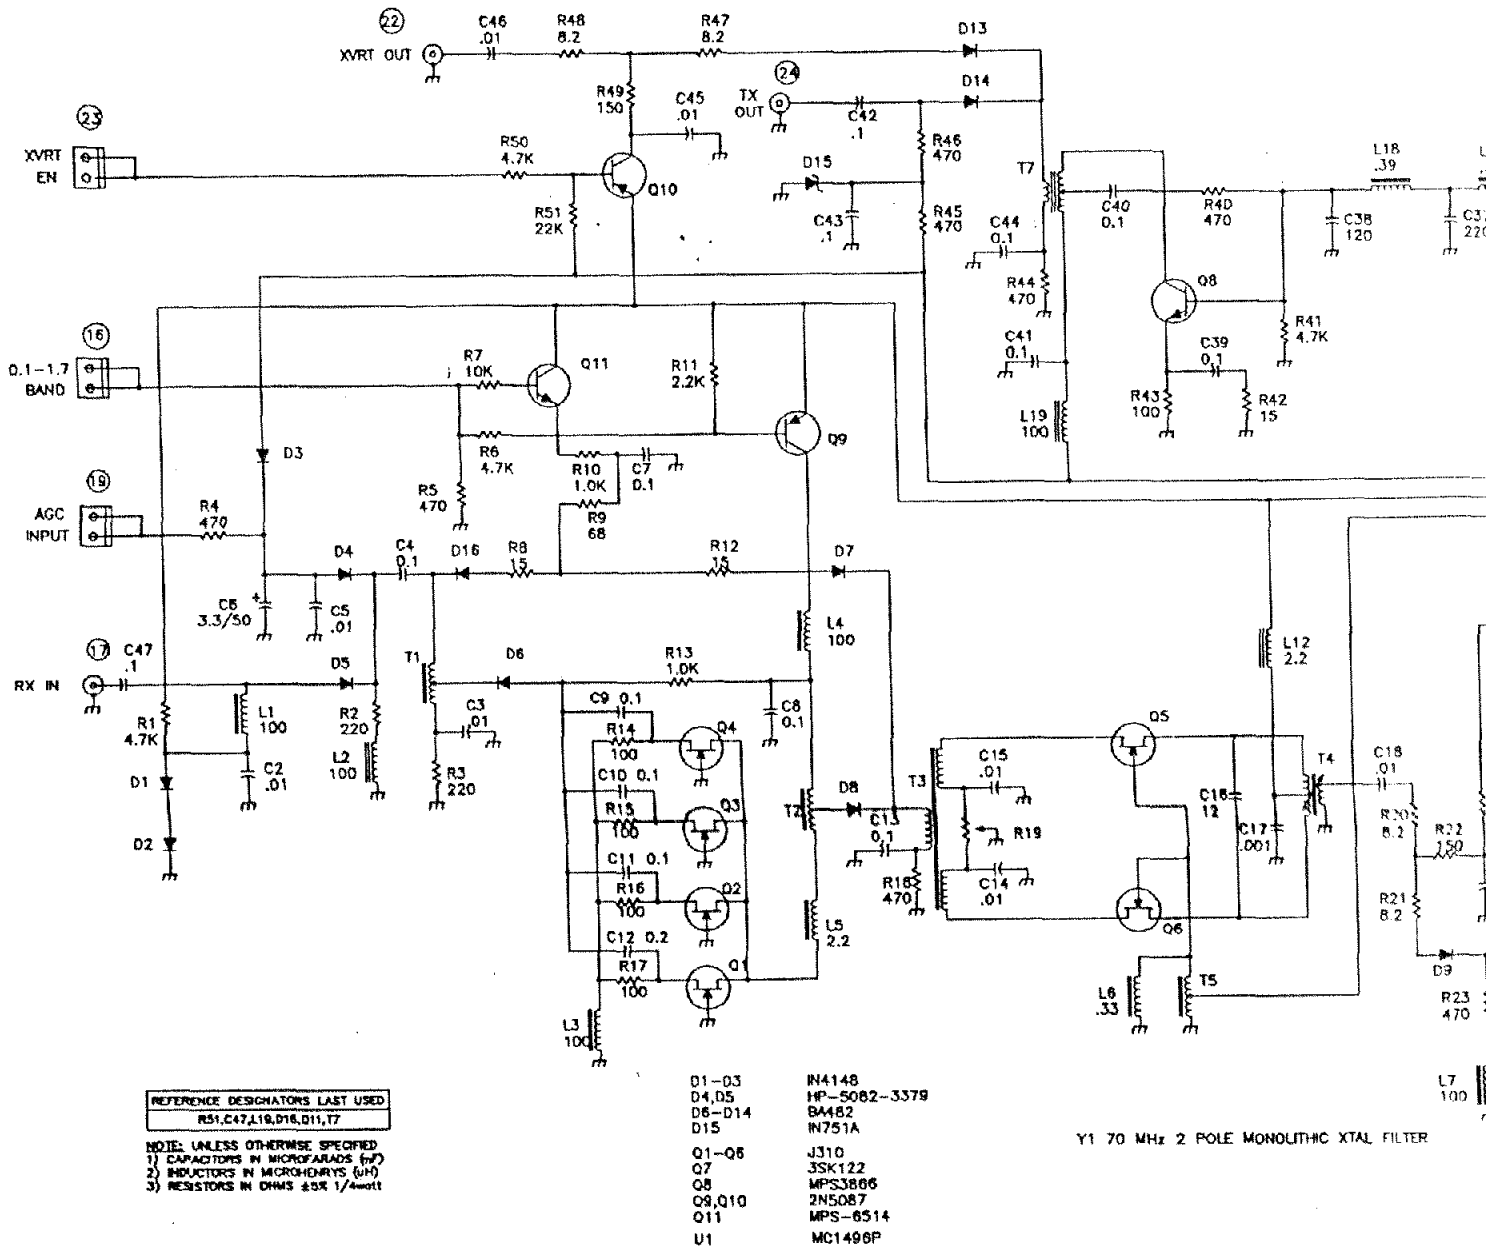 22
C46
.01
R48
8.2
R47
8.2
D13
XVRT OUT
24
TX
OUT
D14
R49
150
C45
.01
C42
.1
23
XVRT
EN
R50
4.7K
Q10
R46
470
D15
T7
L18
.39
R51
22K
C43
.1
R45
470
C44
0.1
C40
0.1
R40
470
C38
120
C37
220
R44
470
Q8
16
0.1-1.7
BAND
R7
10K
Q11
R11
2.2K
C41
0.1
C39
0.1
R41
4.7K
R43
100
R42
15
L19
100
D3
R6
4.7K
Q9
R10
1.0K
C7
0.1
19
AGC
INPUT
R4
470
R5
470
R9
68
D4
C4
0.1
D16
R8
15
R12
15
D7
C6
3.3/50
+
C5
.01
L4
100
17
C47
.1
RX IN
D5
T1
D6
R13
1.0K
L12
2.2
L1
100
R1
4.7K
R2
220
C3
.01
C9 0.1
R14
100
Q4
C8
0.1
Q5
L2
100
R3
220
C2
.01
D1
C10 0.1
R15
100
Q3
T2
D8
T3
C15
.01
C16
12
T4
C18
.01
D2
C13
0.1
R19
C17
.001
R20
8.2
R22
150
C11 0.1
R16
100
Q2
R18
470
C14
.01
R21
8.2
C12 0.2
R17
100
Q1
L5
2.2
Q6
D9
L6
.33
T5
R23
470
L3
100
L7
100
REFERENCE DESIGNATORS LAST USED
R51,C47,L19,D16,Q11,T7
NOTE: UNLESS OTHERWISE SPECIFIED
1) CAPACITORS IN MICROFARADS
2) INDUCTORS IN MICROHENRYS (uH)
3) RESISTORS IN OHMS ±5% 1/4watt
D1-D3 IN4148
D4,D5 HP-5082-3379
D6-D14 BA482
D15 IN751A
Q1-Q6 J310
Q7 3SK122
Q8 MPS3866
Q9,Q10 2N5087
Q11 MPS-6514
U1 MC1496P
Y1 70 MHz 2 POLE MONOLITHIC XTAL FILTER